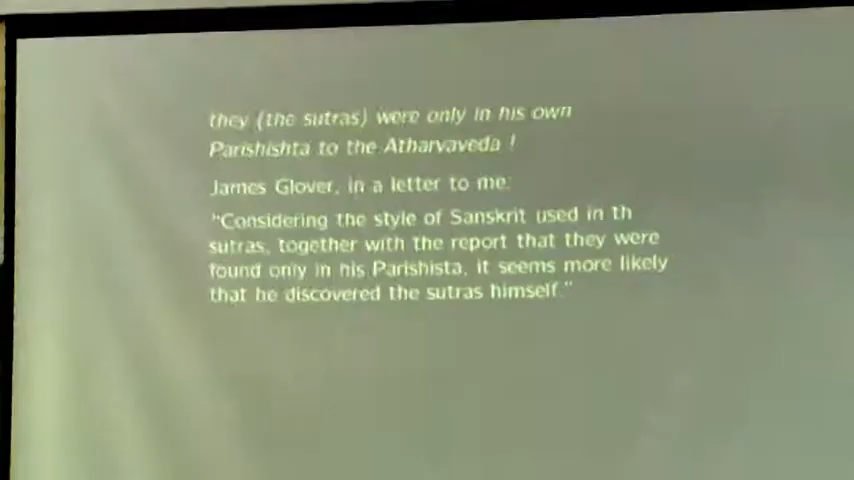 they (the sutras) were only in his own
Parishishta to the Atharvaveda !
James Glover, in a letter to me:
"Considering the style of Sanskrit used in th
sutras, together with the report that they were
found only in his Parishista, it seems more likely
that he discovered the sutras himself."